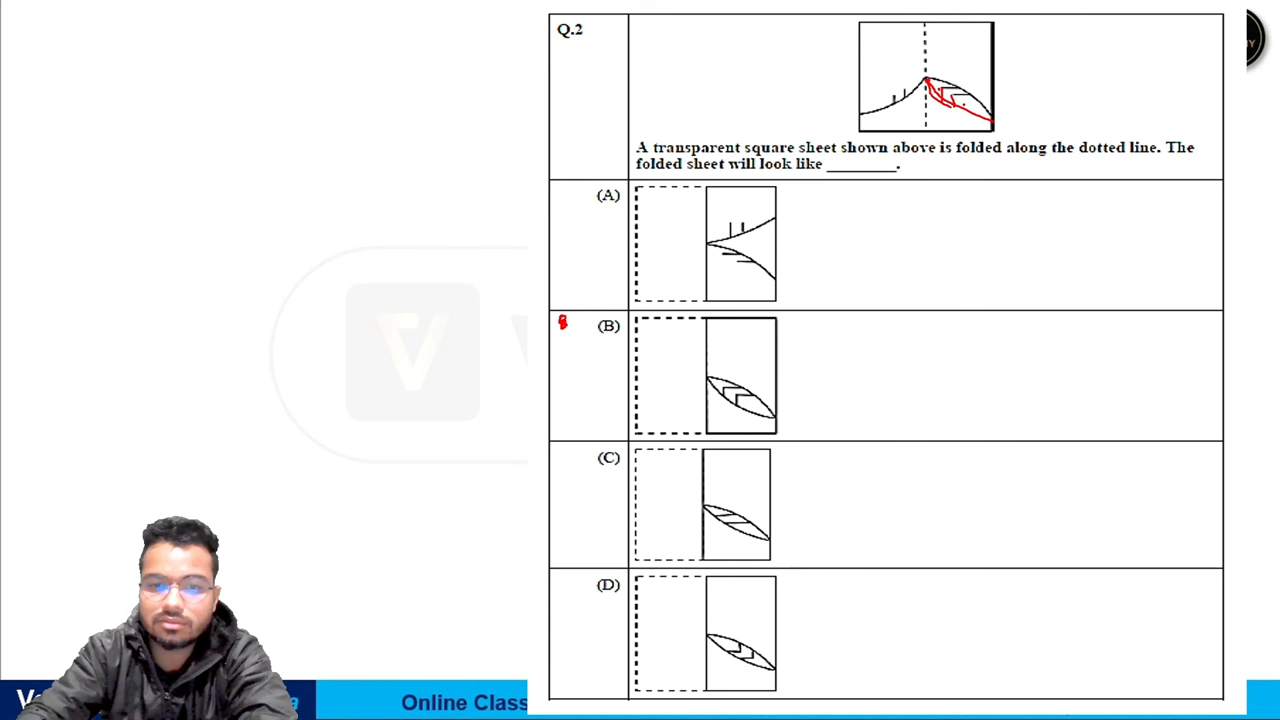 Q.2
A transparent square sheet shown above is folded along the dotted line. The
folded sheet will look like ________.
(A)
(B)
(C)
(D)
Online Class